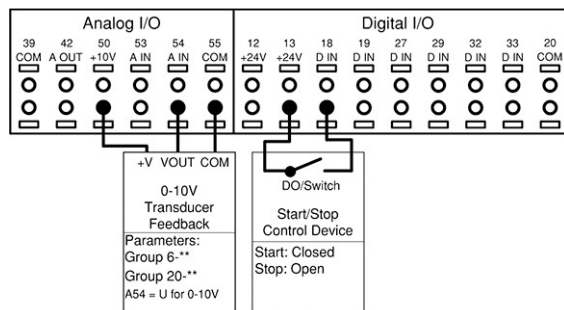 Analog I/O Digital I/O
39 42 50 53 54 55 12 13 18 19 27 29 32 33 20
COM A OUT +10V A IN A IN COM +24V +24V D IN D IN D IN D IN D IN D IN COM
+V VOUT COM
0-10V
Transducer
Feedback
Parameters:
Group 6-**
Group 20-**
A54 = U for 0-10V
DO/Switch
Start/Stop
Control Device
Start: Closed
Stop: Open